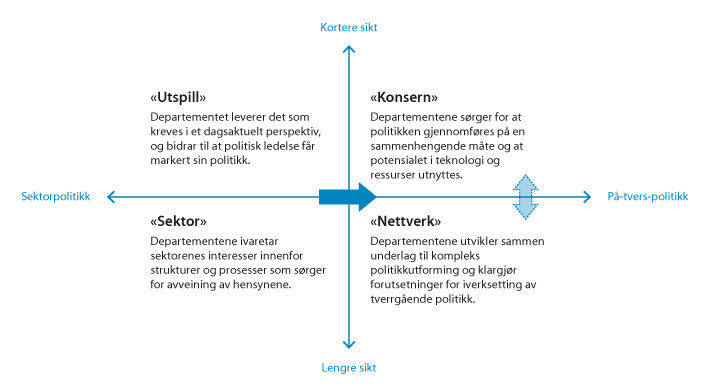 Kortere sikt
«Utspill»
Departementet leverer det som
kreves i et dagsaktuelt perspektiv,
og bidrar til at politisk ledelse får
markert sin politikk.
«Konsern»
Departementene sørger for at
politikken gjennomføres på en
sammenhengende måte og at
potensialet i teknologi og
ressurser utnyttes.
Sektorpolitikk
På-tvers-politikk
«Sektor»
Departementene ivaretar
sektorenes interesser innenfor
strukturer og prosesser som sørger
for avveining av hensynene.
«Nettverk»
Departementene utvikler sammen
underlag til kompleks
politikkutforming og klargjør
forutsetninger for iverksetting av
tverrgående politikk.
Lengre sikt